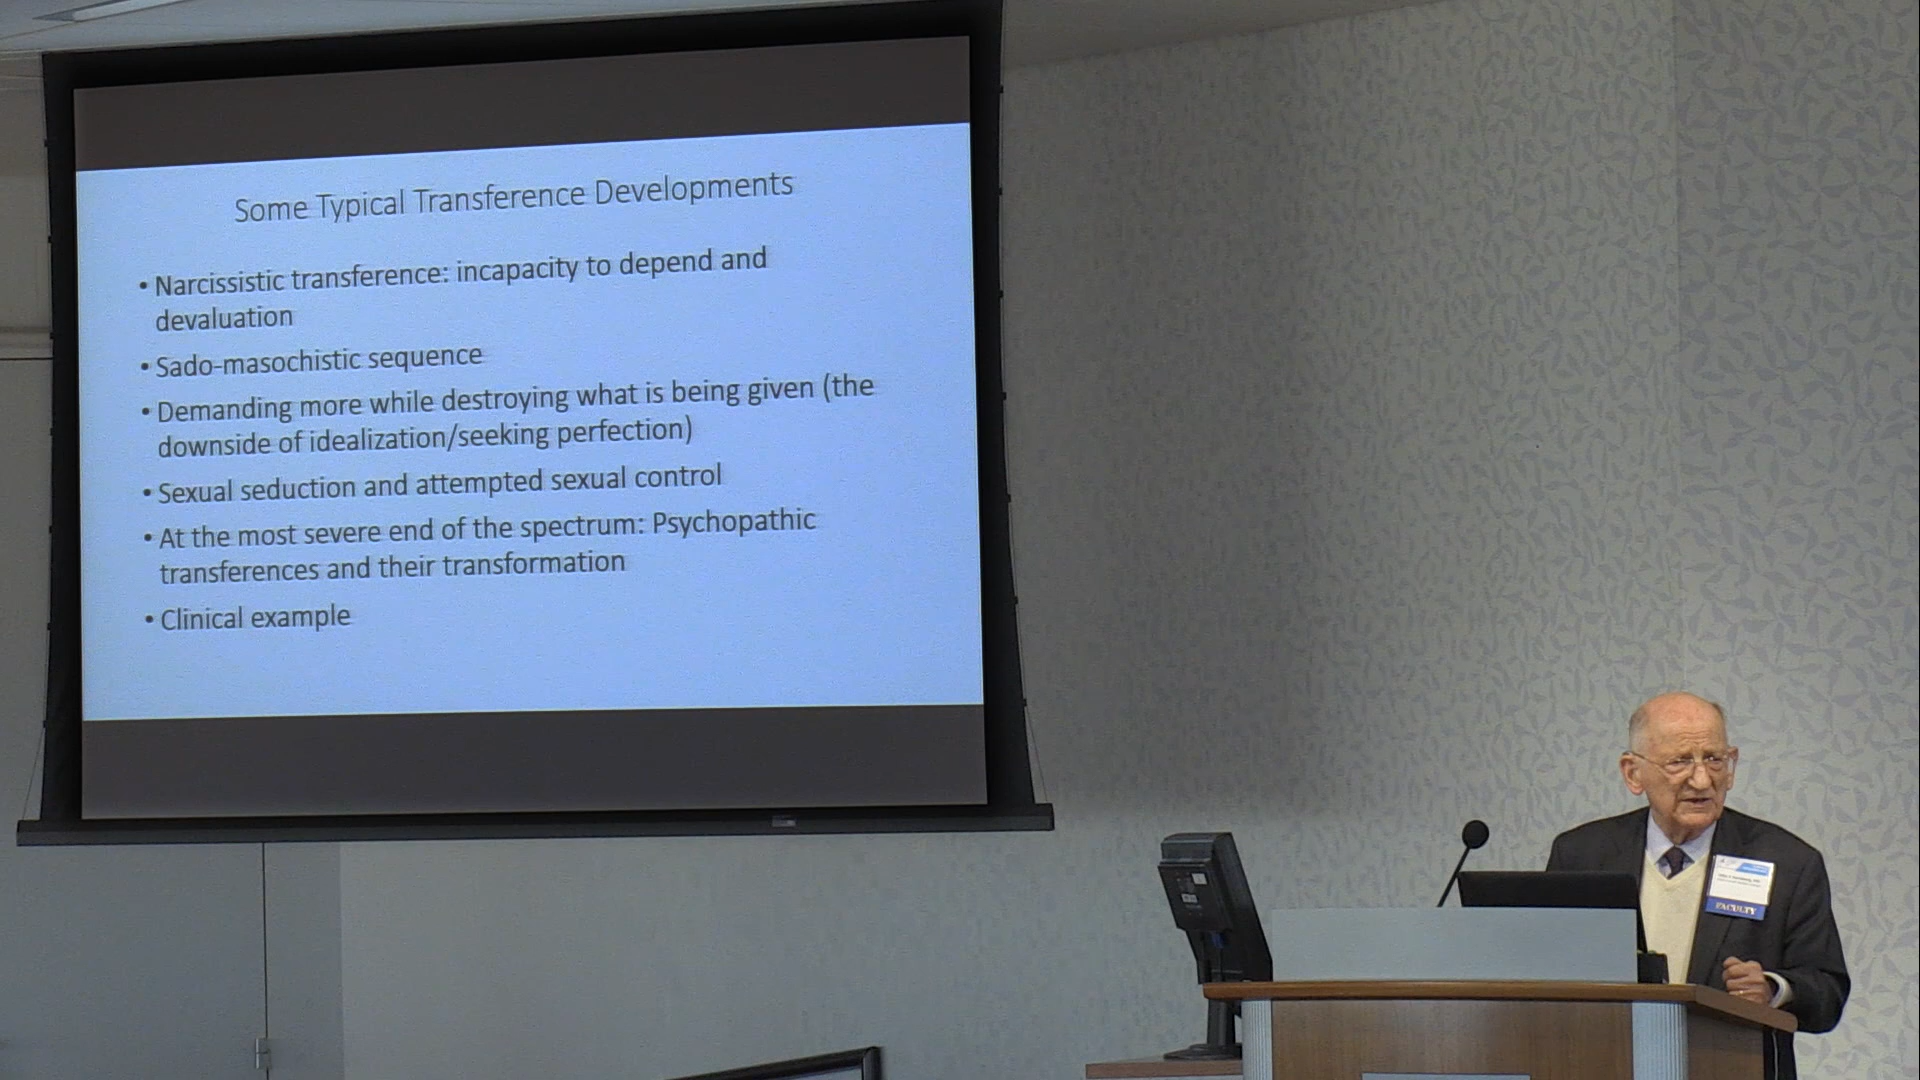 Some Typical Transference Developments
• Narcissistic transference: incapacity to depend and
devaluation
• Sado-masochistic sequence
• Demanding more while destroying what is being given (the
downside of idealization/seeking perfection)
• Sexual seduction and attempted sexual control
• At the most severe end of the spectrum: Psychopathic
transferences and their transformation
• Clinical example
FACULTY